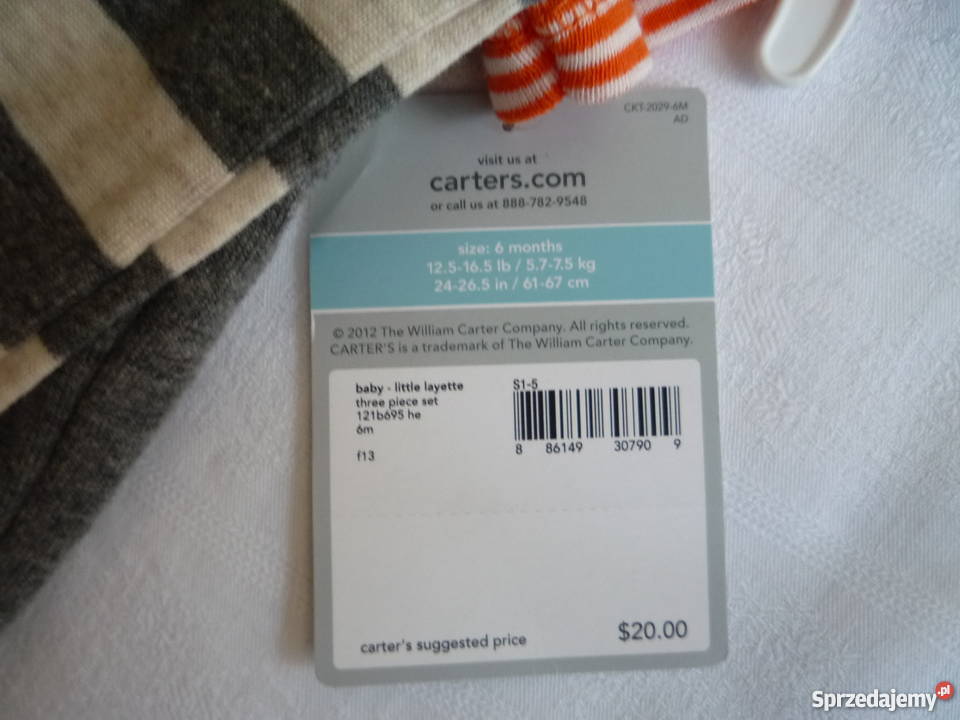 CKT-2029-6M
AD
visit us at
carters.com
or call us at 888-782-9548
size: 6 months
12.5-16.5 lb / 5.7-7.5 kg
24-26.5 in / 61-67 cm
© 2012 The William Carter Company. All rights reserved.
CARTER'S is a trademark of The William Carter Company.
baby - little layette
three piece set
121b695 he
6m
f13
S1-5
8 86149 30790 9
carter's suggested price
$20.00
Sprzedajemy.pl